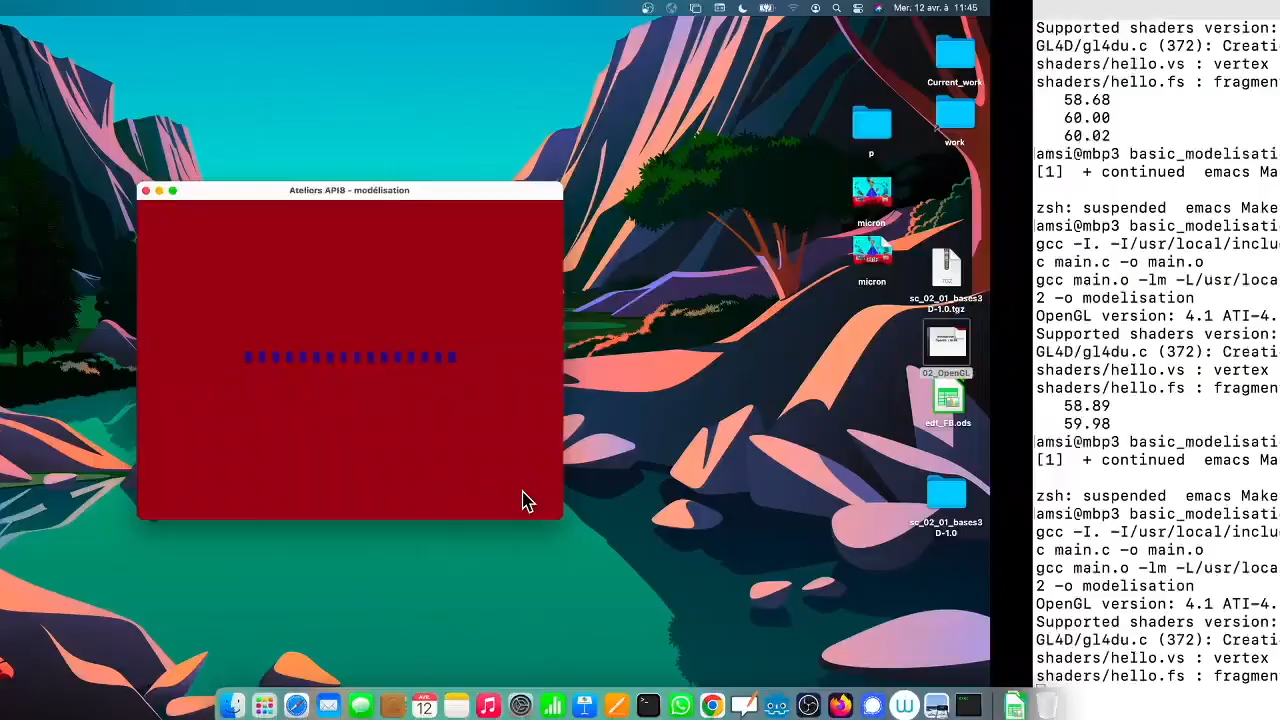 Mer. 12 avr. à 11:45
Current_work
work
p
micron
micron
sc_02_01_bases3
D-1.0.tgz
02_OpenGL
edt_FB.ods
sc_02_01_bases3
D-1.0
Ateliers API8 - modélisation
AVR.
12
Supported shaders version:
GL4D/gl4du.c (372): Creati
shaders/hello.vs : vertex
shaders/hello.fs : fragmen
58.68
60.00
60.02
amsi@mbp3 basic_modelisati
[1]  + continued  emacs Ma
zsh: suspended  emacs Make
amsi@mbp3 basic_modelisati
gcc -I. -I/usr/local/inclu
c main.c -o main.o
gcc main.o -lm -L/usr/loca
2 -o modelisation
OpenGL version: 4.1 ATI-4.
Supported shaders version:
GL4D/gl4du.c (372): Creati
shaders/hello.vs : vertex
shaders/hello.fs : fragmen
58.89
59.98
amsi@mbp3 basic_modelisati
[1]  + continued  emacs Ma
zsh: suspended  emacs Make
amsi@mbp3 basic_modelisati
gcc -I. -I/usr/local/inclu
c main.c -o main.o
gcc main.o -lm -L/usr/loca
2 -o modelisation
OpenGL version: 4.1 ATI-4.
Supported shaders version:
GL4D/gl4du.c (372): Creati
shaders/hello.vs : vertex
shaders/hello.fs : fragmen